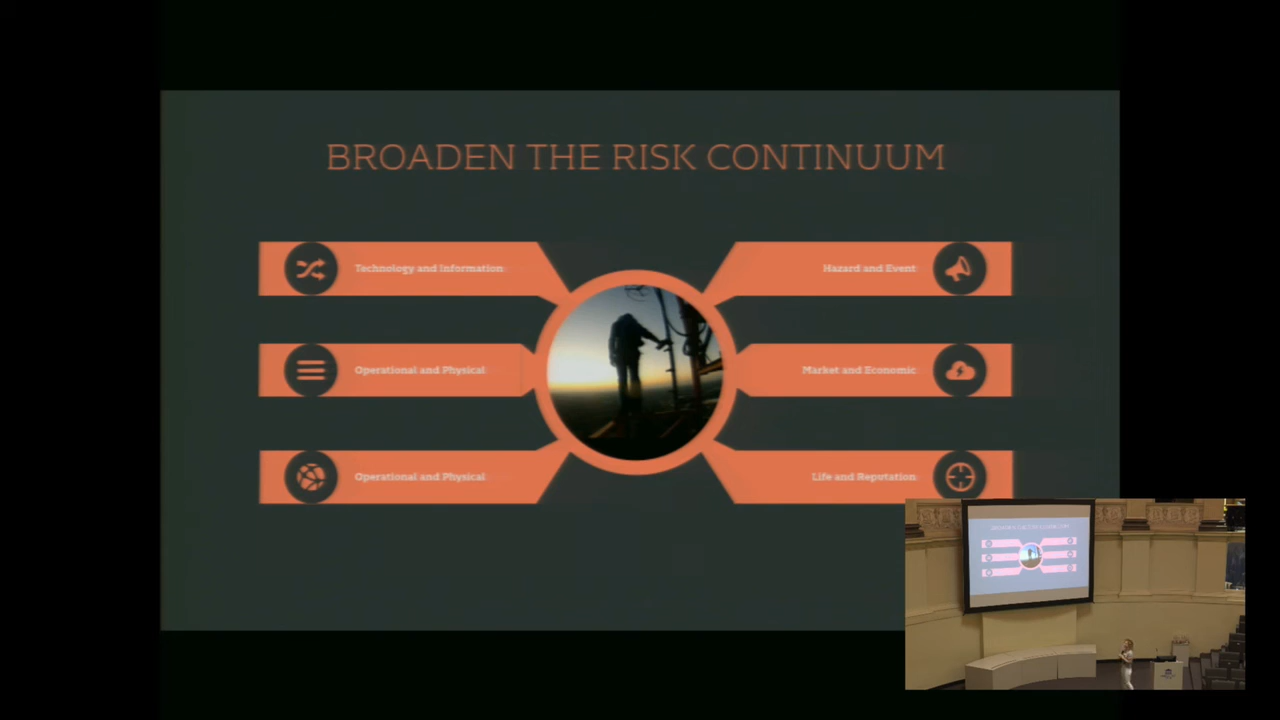 BROADEN THE RISK CONTINUUM
Technology and Information
Hazard and Event
Operational and Physical
Market and Economic
Operational and Physical
Life and Reputation